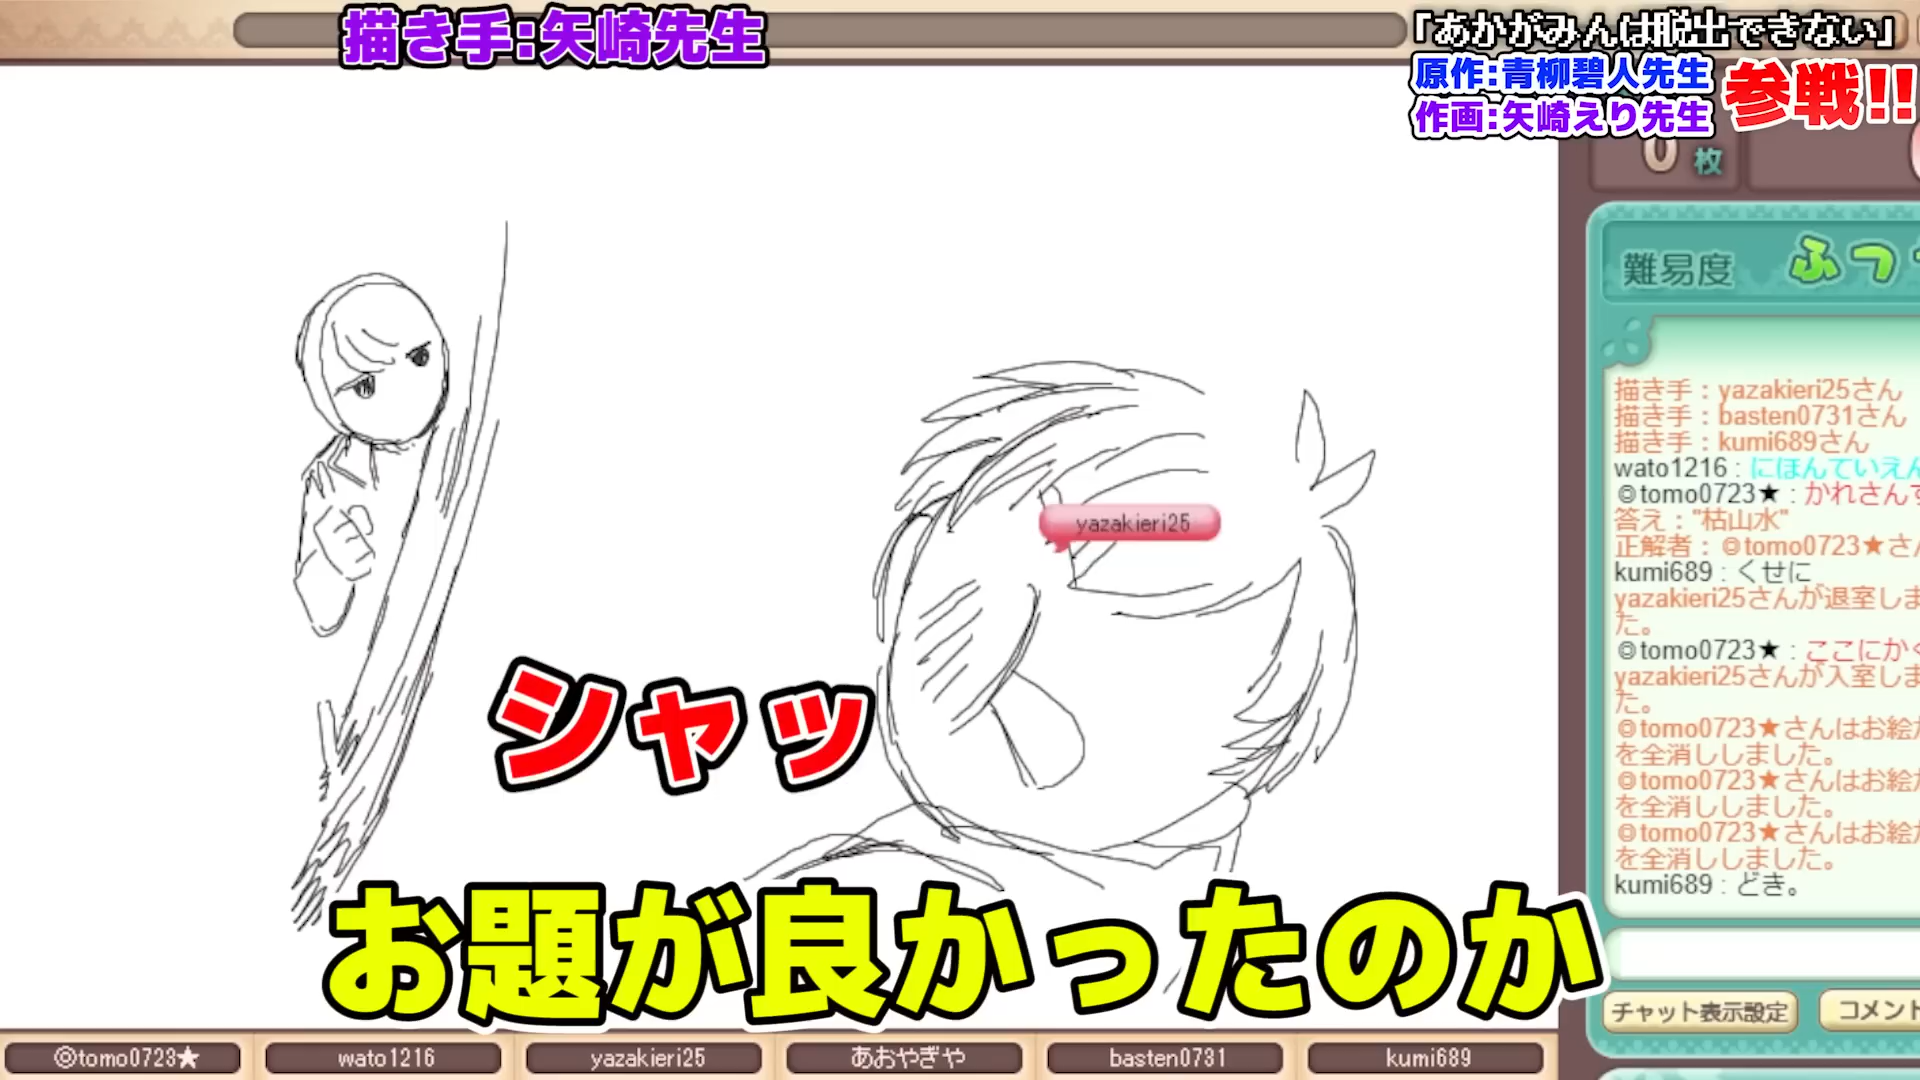 描き手:矢崎先生
「あかがみんは脱出できない」
原作:青柳碧人先生
作画:矢崎えり先生
参戦!!
0 枚
難易度 ふつ
描き手：yazakieri25さん
描き手：basten0731さん
描き手：kumi689さん
wato1216：にほんていえん
◎tomo0723★：かれさんす
答え："枯山水"
正解者：◎tomo0723★さん
kumi689：くせに
yazakieri25さんが退室しま
た。
◎tomo0723★：ここにかく
yazakieri25さんが入室しま
た。
◎tomo0723★さんはお絵か
を全消ししました。
◎tomo0723★さんはお絵か
を全消ししました。
◎tomo0723★さんはお絵か
を全消ししました。
kumi689：どき。
yazakieri25
シャッ
お題が良かったのか
チャット表示設定
コメント
◎tomo0723★
wato1216
yazakieri25
あおやぎや
basten0731
kumi689